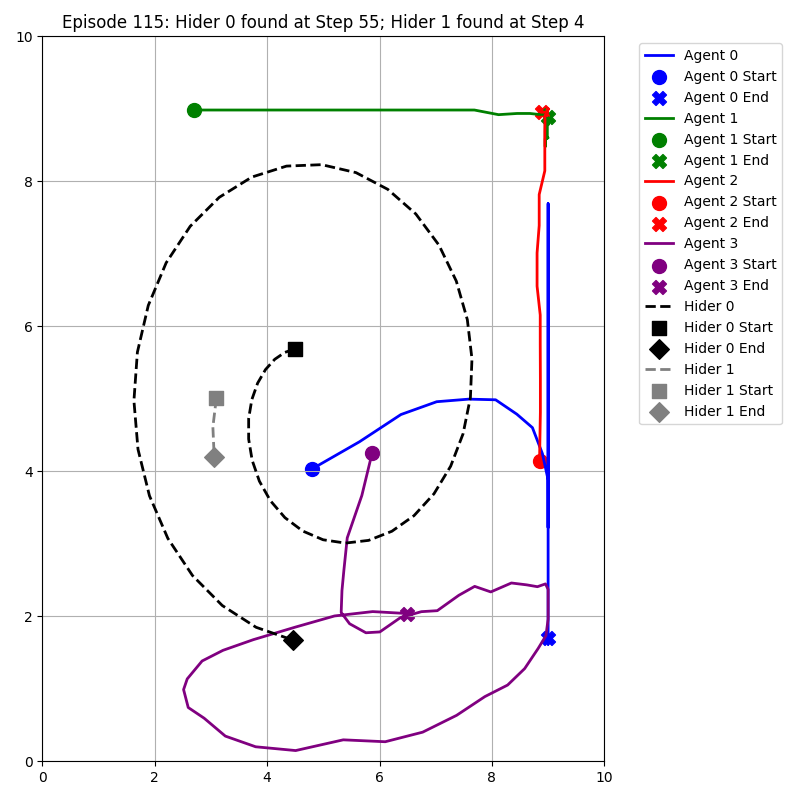 Episode 115: Hider 0 found at Step 55; Hider 1 found at Step 4
10
8
6
4
2
0
0
2
4
6
8
10
Agent 0
Agent 0 Start
Agent 0 End
Agent 1
Agent 1 Start
Agent 1 End
Agent 2
Agent 2 Start
Agent 2 End
Agent 3
Agent 3 Start
Agent 3 End
Hider 0
Hider 0 Start
Hider 0 End
Hider 1
Hider 1 Start
Hider 1 End